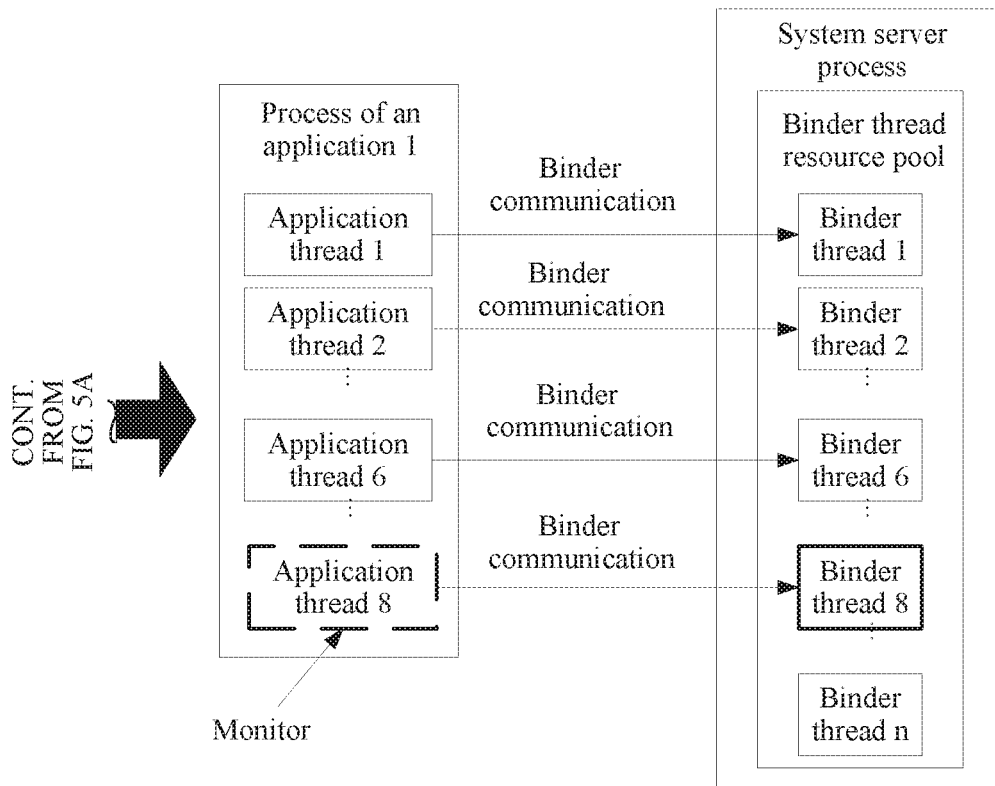 System server
process
Process of an
application 1
Binder thread
resource pool
Binder
communication
Application
thread 1
Binder
thread 1
Binder
communication
Application
thread 2
Binder
thread 2
⋮
⋮
CONT.
FROM
FIG. 5A
Binder
communication
Application
thread 6
Binder
thread 6
⋮
⋮
Binder
communication
Application
thread 8
Binder
thread 8
⋮
Monitor
Binder
thread n